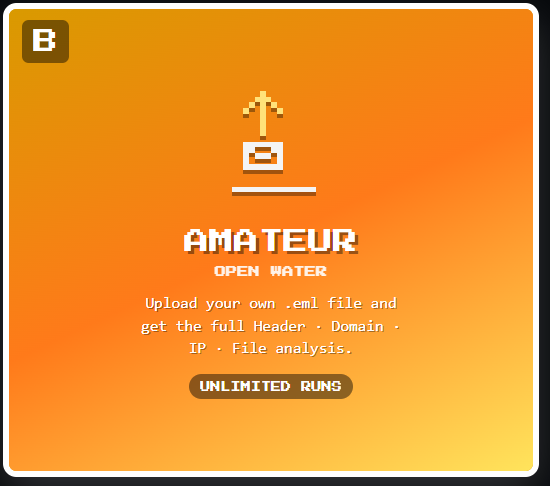 B
AMATEUR
OPEN WATER
Upload your own .eml file and
get the full Header · Domain ·
IP · File analysis.
UNLIMITED RUNS